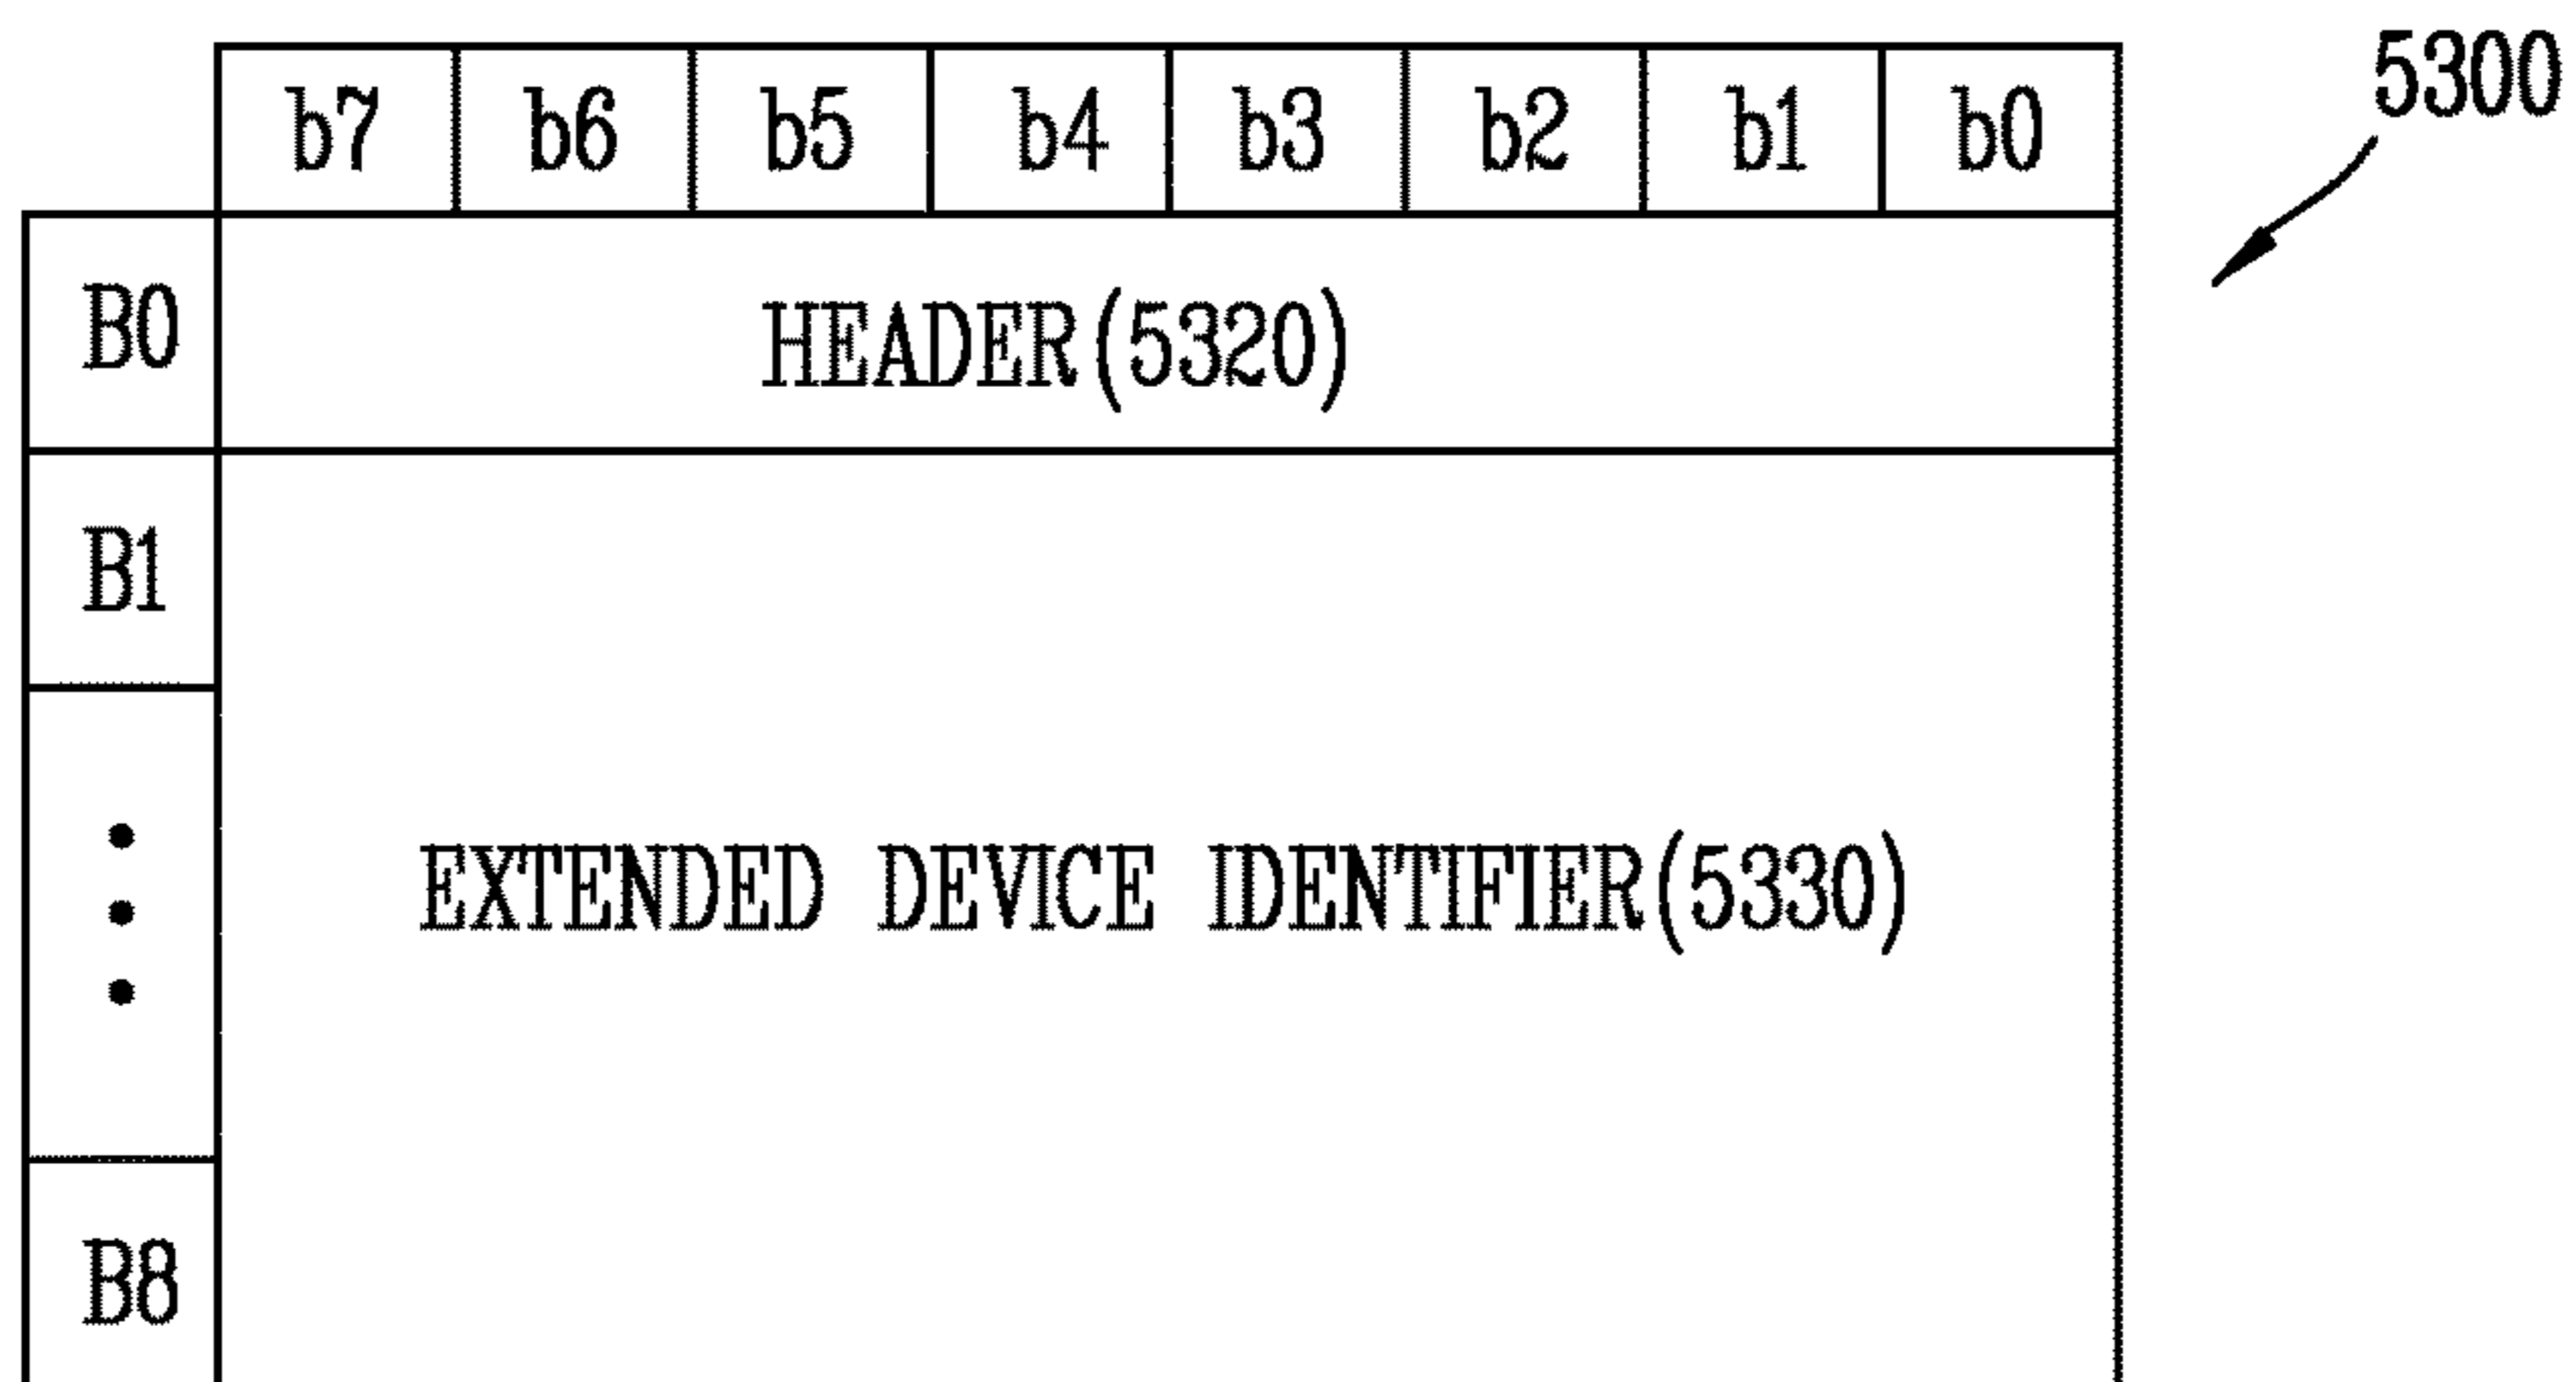 b7 b6 b5 b4 b3 b2 b1 b0
5300
B0 HEADER(5320)
B1
EXTENDED DEVICE IDENTIFIER(5330)
B8